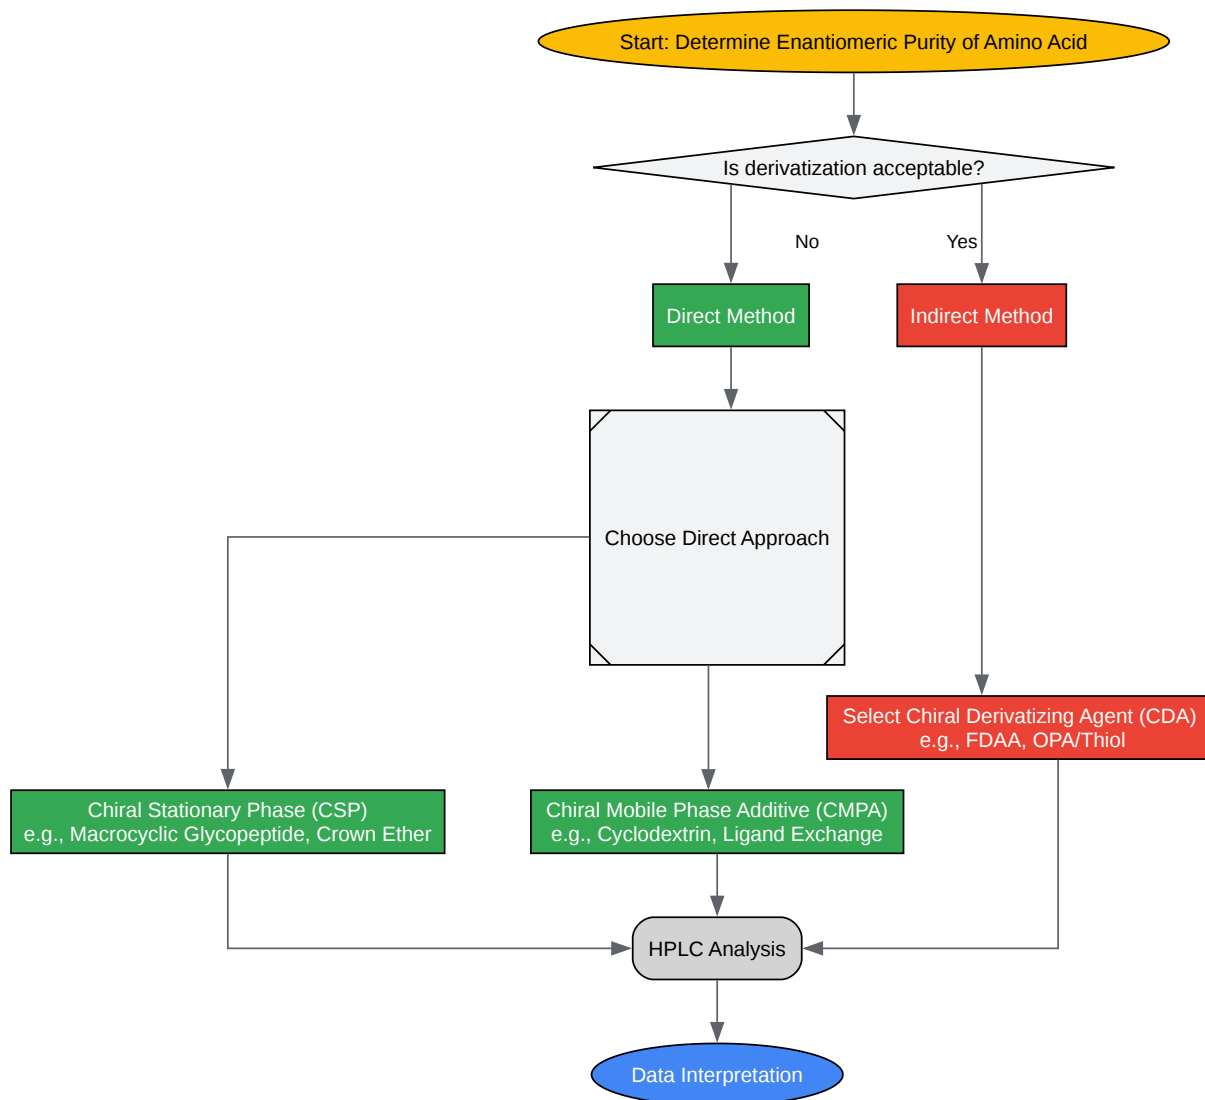 Start: Determine Enantiomeric Purity of Amino Acid
Is derivatization acceptable?
No
Yes
Direct Method
Indirect Method
Choose Direct Approach
Select Chiral Derivatizing Agent (CDA)
e.g., FDAA, OPA/Thiol
Chiral Stationary Phase (CSP)
e.g., Macrocyclic Glycopeptide, Crown Ether
Chiral Mobile Phase Additive (CMPA)
e.g., Cyclodextrin, Ligand Exchange
HPLC Analysis
Data Interpretation